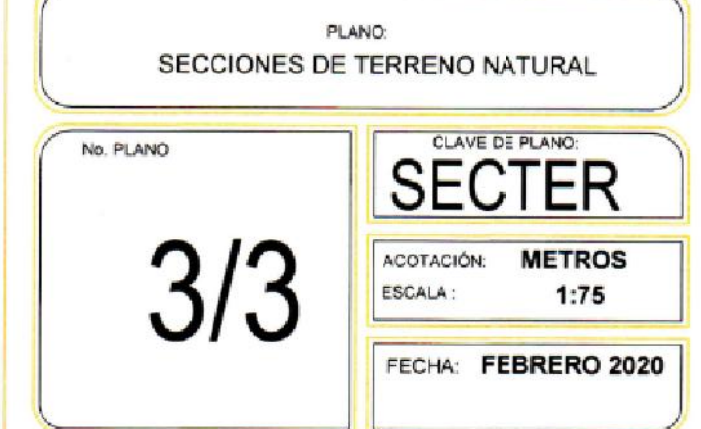 PLANO:
SECCIONES DE TERRENO NATURAL
No. PLANO
3/3
CLAVE DE PLANO:
SECTER
ACOTACIÓN: METROS
ESCALA : 1:75
FECHA: FEBRERO 2020